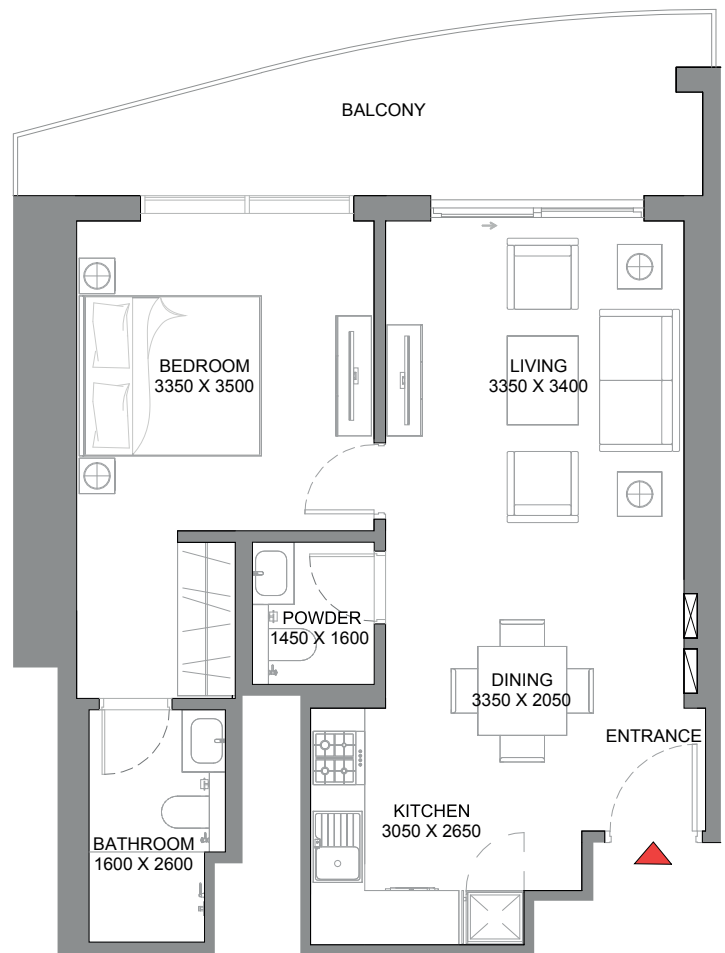 BALCONY
BEDROOM
3350 X 3500
LIVING
3350 X 3400
POWDER
1450 X 1600
DINING
3350 X 2050
ENTRANCE
KITCHEN
3050 X 2650
BATHROOM
1600 X 2600